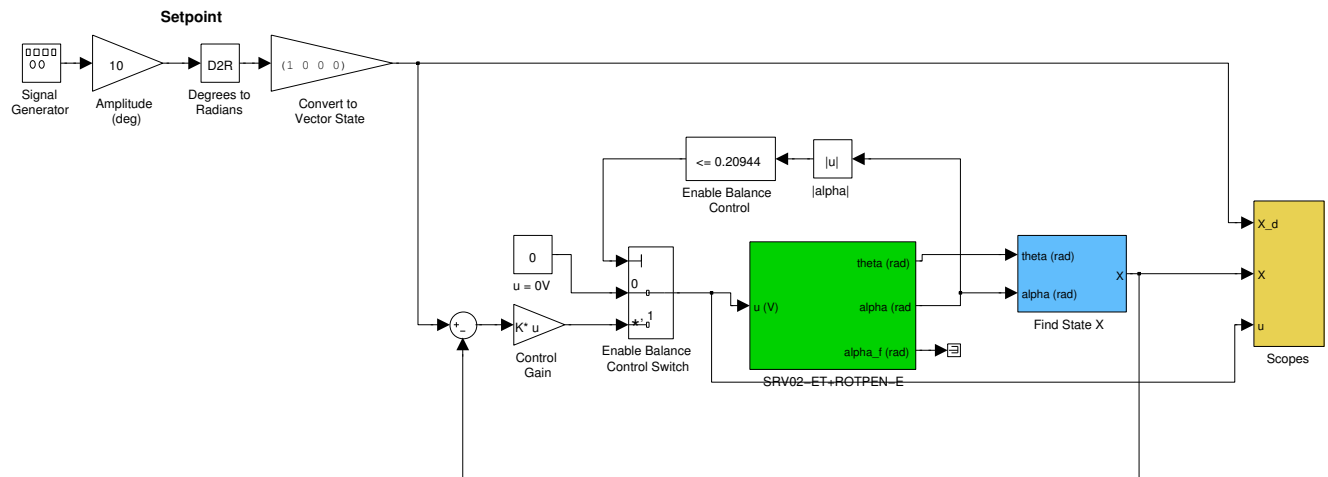 Setpoint
10
D2R
(1 0 0 0)
Signal
Generator
Amplitude
(deg)
Degrees to
Radians
Convert to
Vector State
<= 0.20944
|u|
Enable Balance
Control
|alpha|
0
u = 0V
0
*, 1
K* u
Control
Gain
Enable Balance
Control Switch
theta (rad)
u (V)
alpha (rad
alpha_f (rad)
SRV02-ET+ROTPEN-E
theta (rad)
X
alpha (rad)
Find State X
X_d
X
u
Scopes
+
−